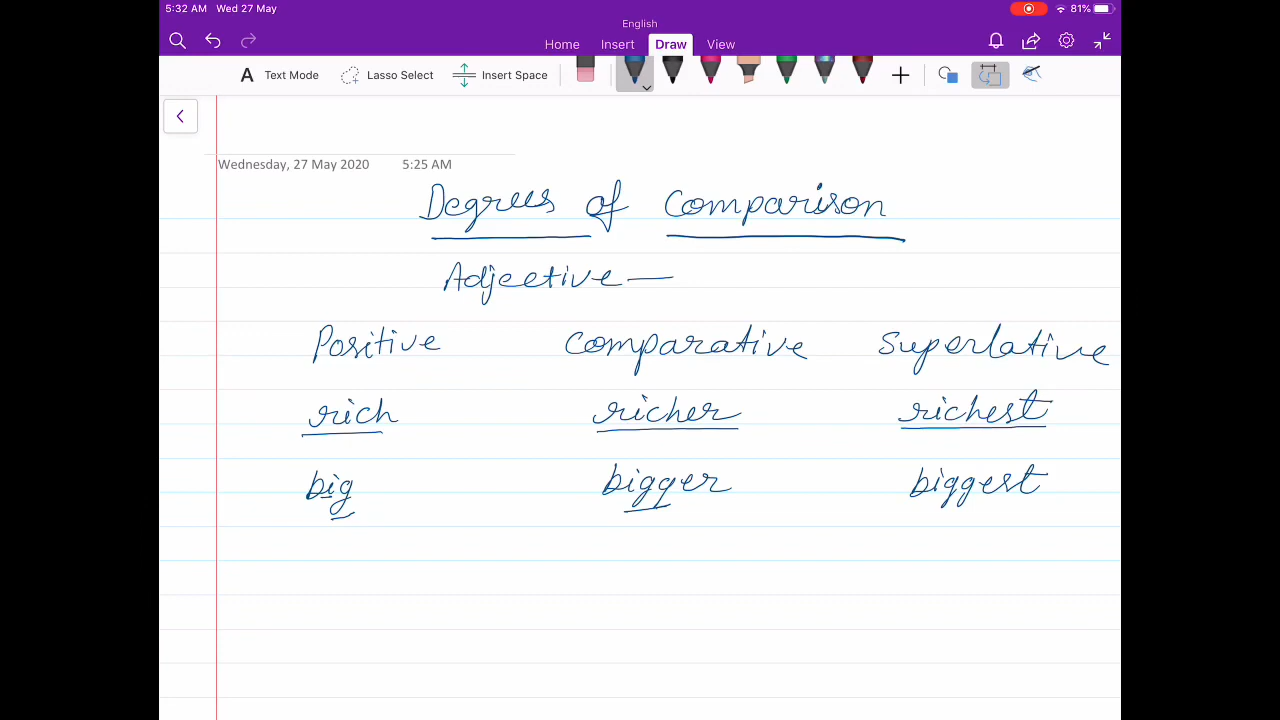 5:32 AM Wed 27 May 81%
English
Home Insert Draw View
Text Mode Lasso Select Insert Space
Wednesday, 27 May 2020 5:25 AM
Degrees of Comparison
Adjective —
Positive Comparative Superlative
rich richer richest
big bigger biggest